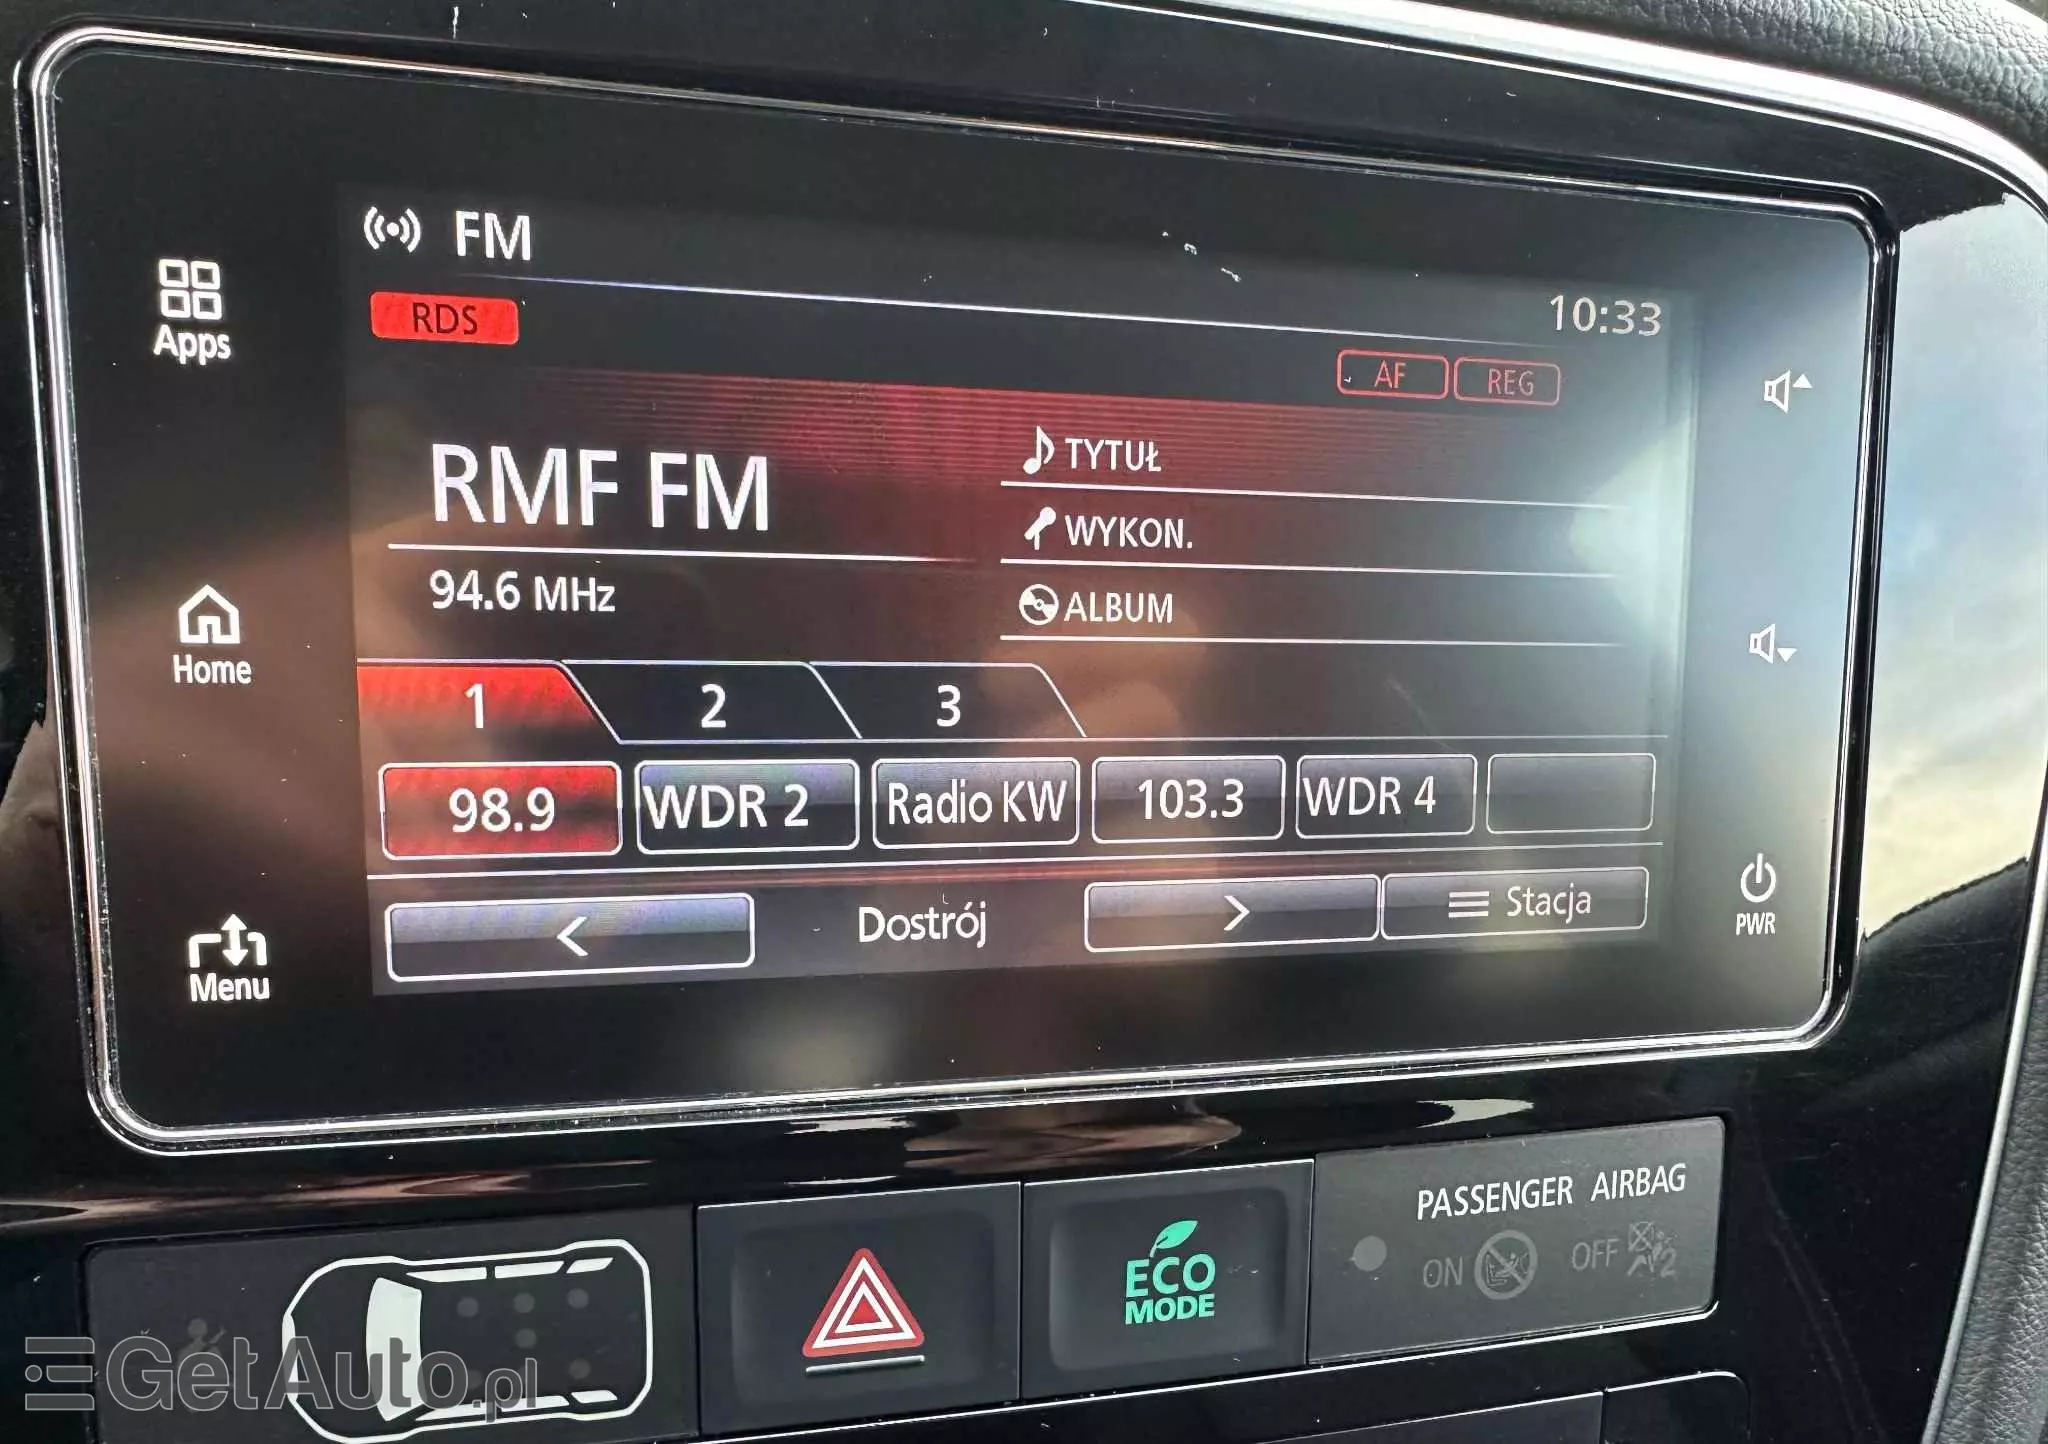 FM
10:33
RDS
AF REG
Apps
RMF FM
94.6 MHz
TYTUŁ
WYKON.
ALBUM
Home
1 2 3
98.9 WDR 2 Radio KW 103.3 WDR 4
< Dostrój > Stacja
Menu
PWR
PASSENGER AIRBAG
ON OFF 2
ECO
MODE
GetAuto.pl